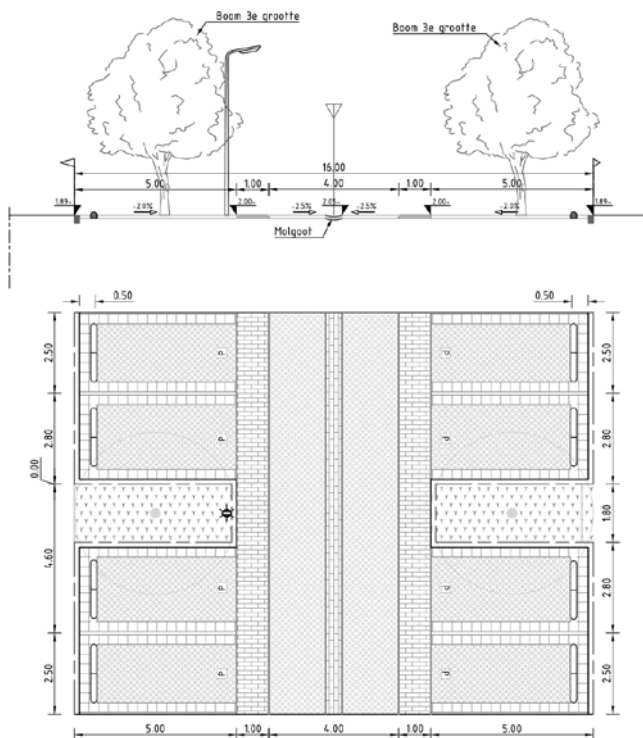 Boom 3e grootte
Boom 3e grootte
16.00
5.00 1.00 4.00 1.00 5.00
1.89- -2.0% 2.00- -2.5% 2.05- -2.5% 2.00- -2.0% 1.89-
Molgoot
0.50 0.50
2.50 P P 2.50
2.80 P P 2.80
0.00
4.60 1.80
P P 2.80
2.50 P P 2.50
5.00 1.00 4.00 1.00 5.00